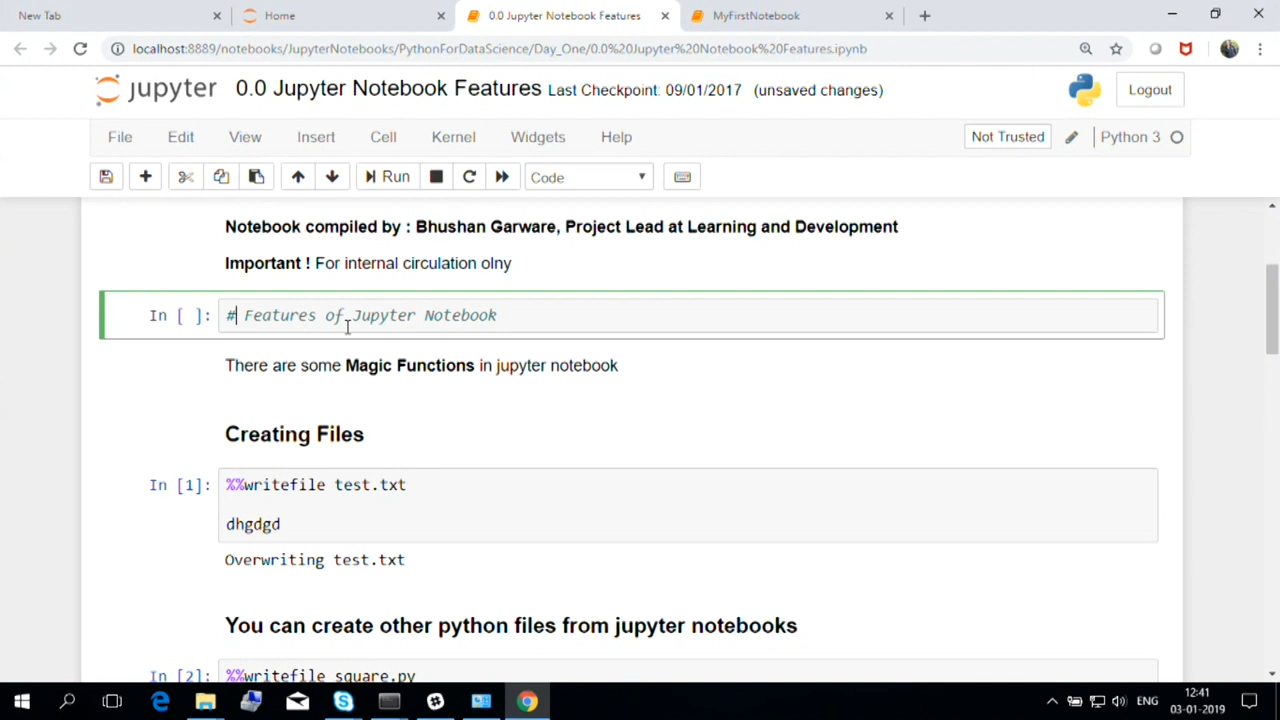 New Tab
Home
0.0 Jupyter Notebook Features
MyFirstNotebook
localhost:8889/notebooks/JupyterNotebooks/PythonForDataScience/Day_One/0.0%20Jupyter%20Notebook%20Features.ipynb
jupyter 0.0 Jupyter Notebook Features Last Checkpoint: 09/01/2017 (unsaved changes)
Logout
File Edit View Insert Cell Kernel Widgets Help
Not Trusted
Python 3
Run
Code
Notebook compiled by : Bhushan Garware, Project Lead at Learning and Development
Important ! For internal circulation olny
In [ ]: # Features of Jupyter Notebook
There are some Magic Functions in jupyter notebook
Creating Files
In [1]: %%writefile test.txt
dhgdgd
Overwriting test.txt
You can create other python files from jupyter notebooks
In [2]: %%writefile square.py
ENG
12:41
03-01-2019